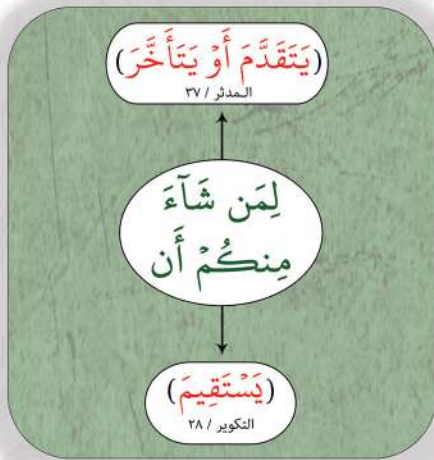 (يَتَقَدَّمَ أَوْ يَتَأَخَّرَ)
المدثر / ٣٧
لِمَن شَآءَ
مِنكُمْ أَن
(يَسْتَقِيمَ)
التكوير / ٢٨